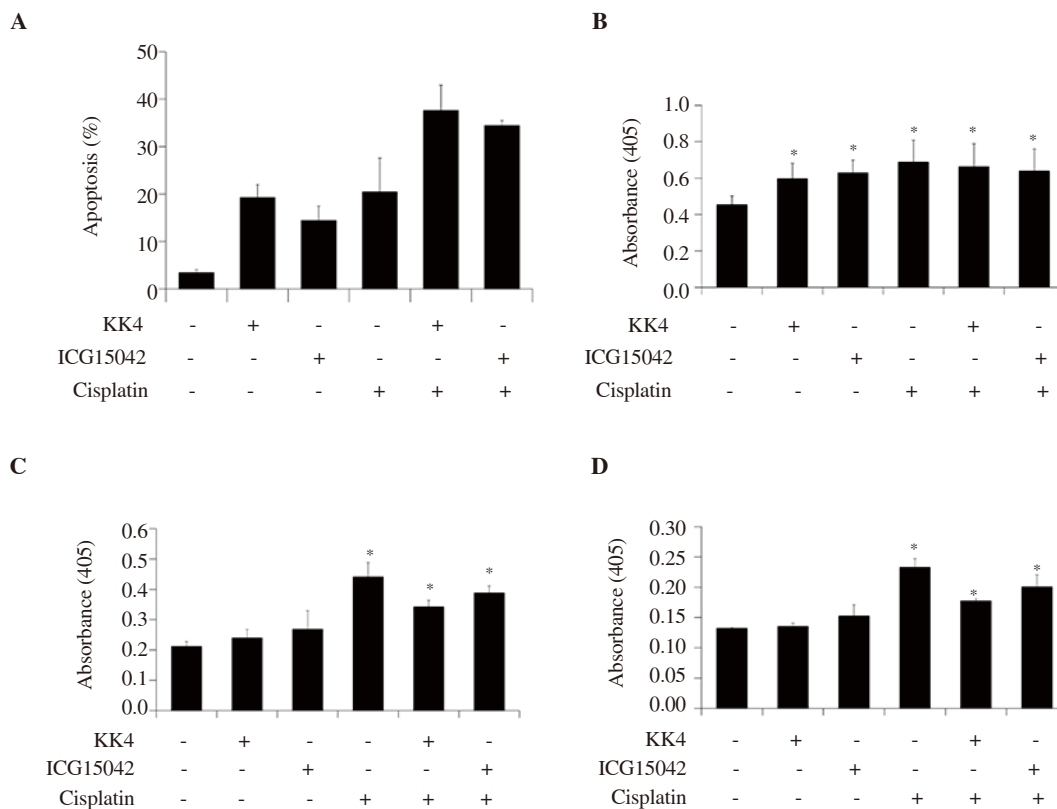 A
50
40
30
20
10
0
Apoptosis (%)
KK4 - + - - + -
ICG15042 - - + - - +
Cisplatin - - - + + +
B
1.0
0.8
0.6
0.4
0.2
0.0
Absorbance (405)
* * * * *
KK4 - + - - + -
ICG15042 - - + - - +
Cisplatin - - - + + +
C
0.6
0.5
0.4
0.3
0.2
0.1
0.0
Absorbance (405)
* * *
KK4 - + - - + -
ICG15042 - - + - - +
Cisplatin - - - + + +
D
0.30
0.25
0.20
0.15
0.10
0.05
0.00
Absorbance (405)
* * *
KK4 - + - - + -
ICG15042 - - + - - +
Cisplatin - - - + + +